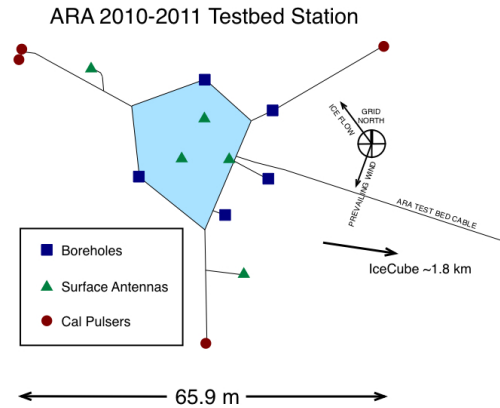 ARA 2010-2011 Testbed Station
GRID
NORTH
ICE FLOW
PREVAILING WIND
ARA TEST BED CABLE
IceCube ~1.8 km
Boreholes
Surface Antennas
Cal Pulsers
65.9 m